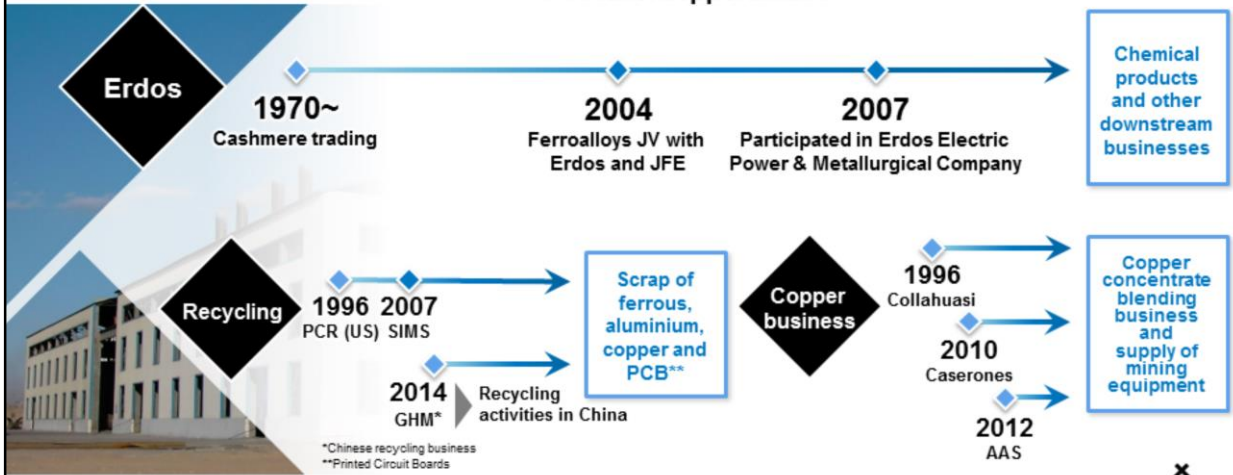 Erdos
1970~
Cashmere trading
2004
Ferroalloys JV with
Erdos and JFE
2007
Participated in Erdos Electric
Power & Metallurgical Company
Chemical
products
and other
downstream
businesses
Recycling
1996
PCR (US)
2007
SIMS
2014
GHM*
Recycling
activities in China
Scrap of
ferrous,
aluminium,
copper and
PCB**
*Chinese recycling business
**Printed Circuit Boards
Copper
business
1996
Collahuasi
2010
Caserones
2012
AAS
Copper
concentrate
blending
business
and
supply of
mining
equipment